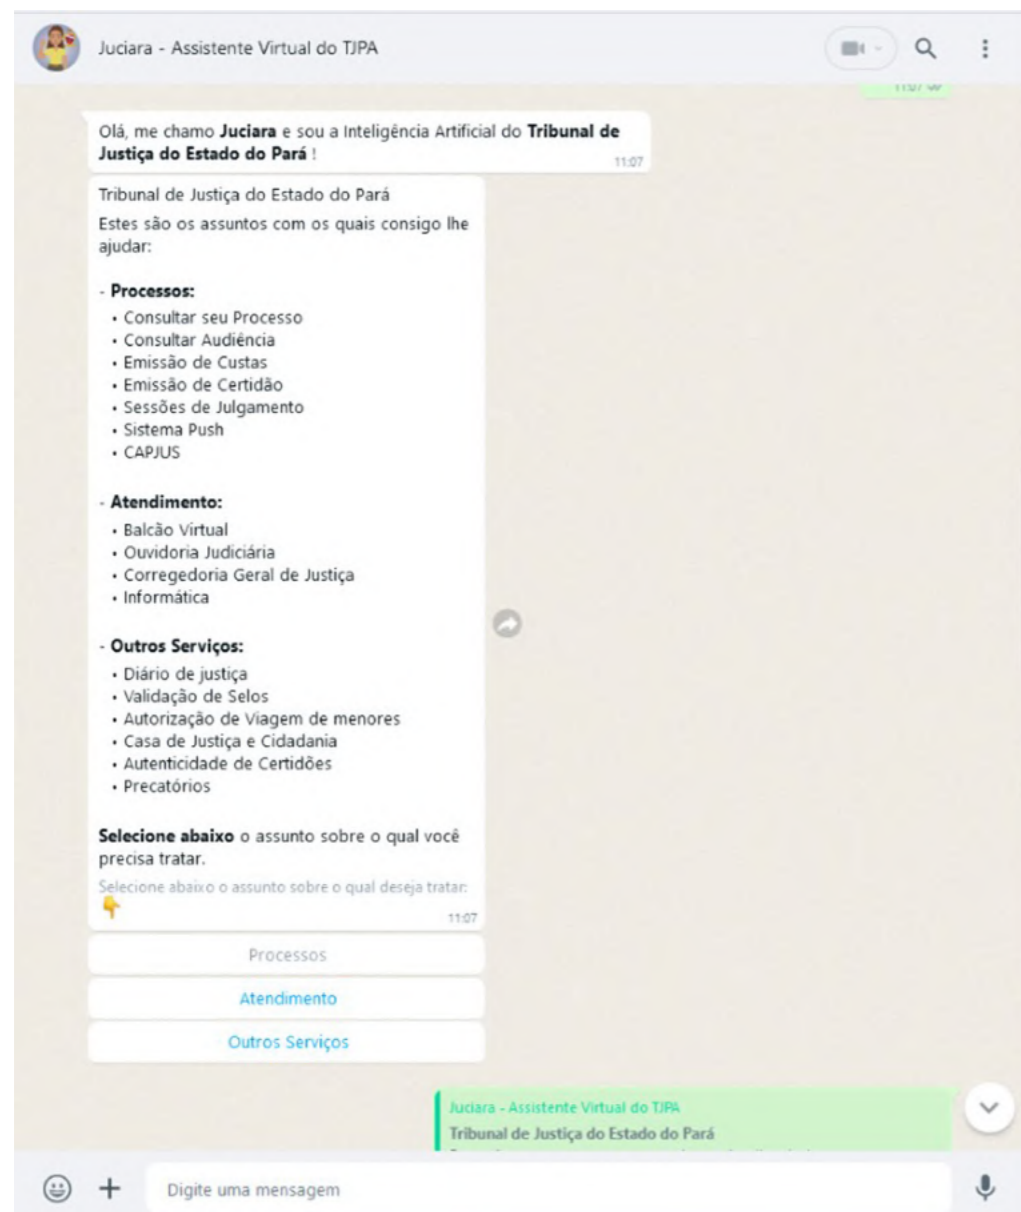 Juciara - Assistente Virtual do TJPA
11:07
Olá, me chamo Juciara e sou a Inteligência Artificial do Tribunal de
Justiça do Estado do Pará !
11:07
Tribunal de Justiça do Estado do Pará
Estes são os assuntos com os quais consigo lhe
ajudar:
- Processos:
• Consultar seu Processo
• Consultar Audiência
• Emissão de Custas
• Emissão de Certidão
• Sessões de Julgamento
• Sistema Push
• CAPJUS
- Atendimento:
• Balcão Virtual
• Ouvidoria Judiciária
• Corregedoria Geral de Justiça
• Informática
- Outros Serviços:
• Diário de justiça
• Validação de Selos
• Autorização de Viagem de menores
• Casa de Justiça e Cidadania
• Autenticidade de Certidões
• Precatórios
Selecione abaixo o assunto sobre o qual você
precisa tratar.
Selecione abaixo o assunto sobre o qual deseja tratar:
👇
11:07
Processos
Atendimento
Outros Serviços
Juciara - Assistente Virtual do TJPA
Tribunal de Justiça do Estado do Pará
Digite uma mensagem